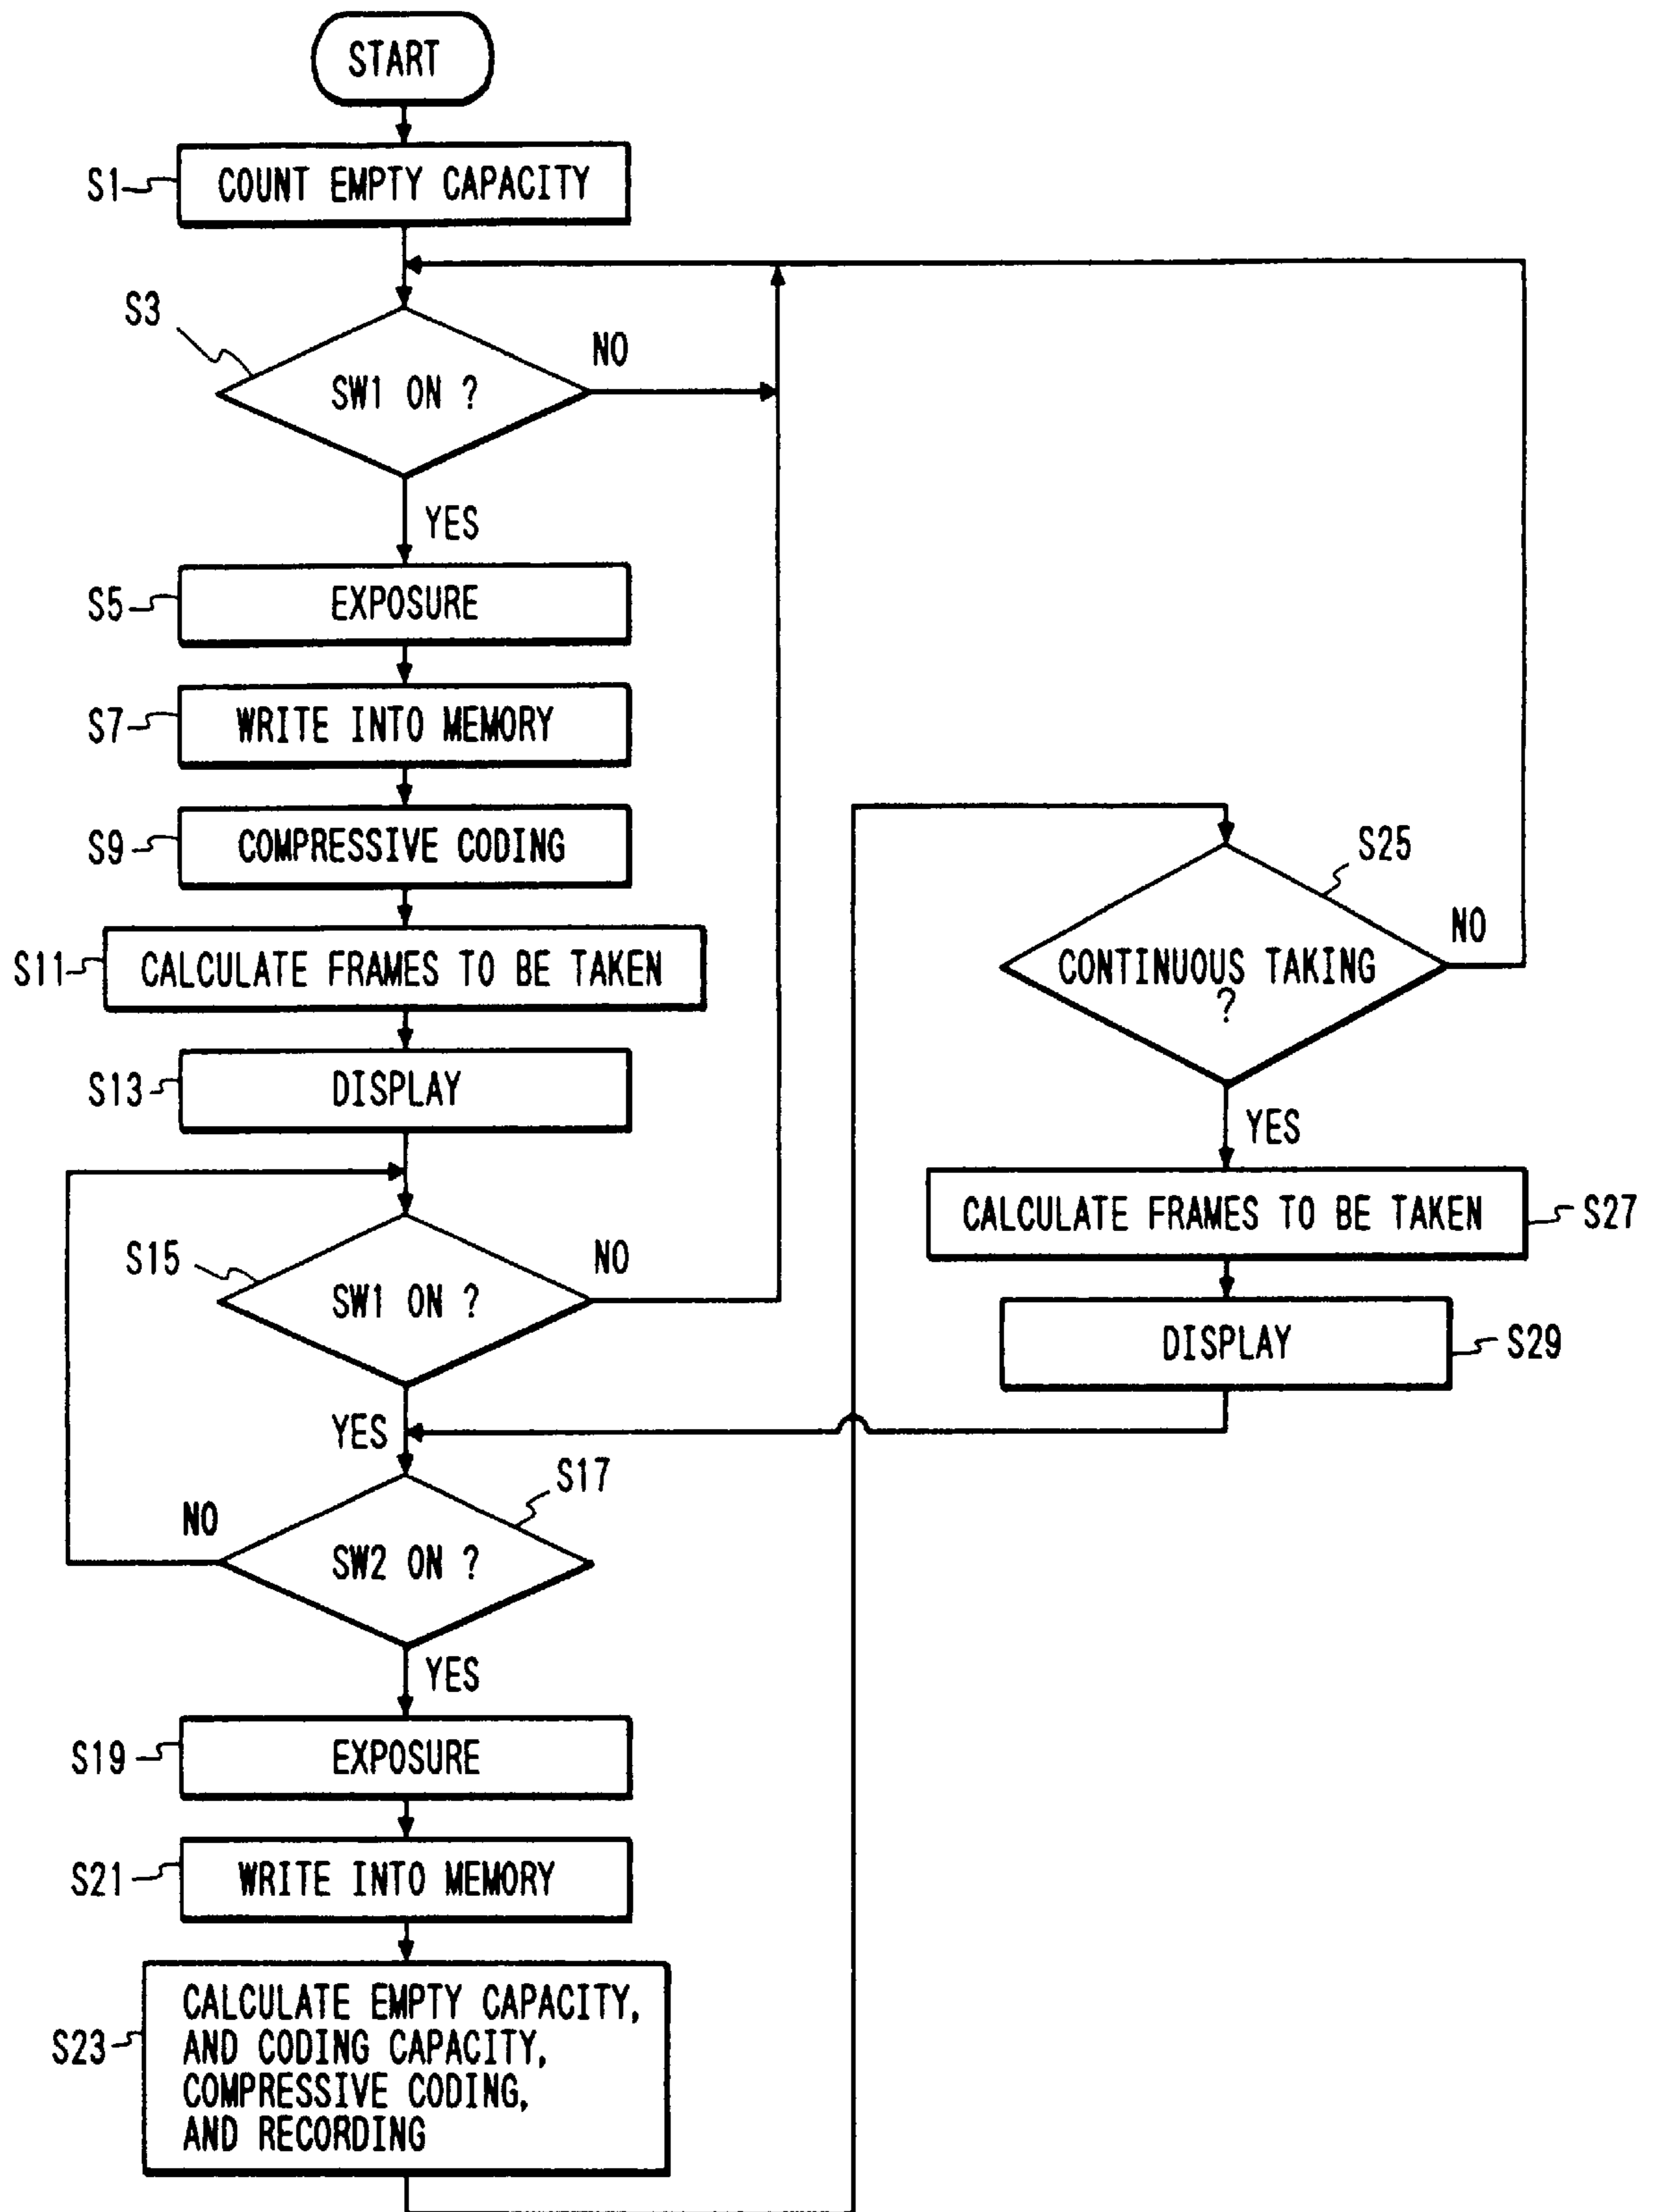 START
S1
COUNT EMPTY CAPACITY
S3
SW1 ON ?
NO
YES
S5
EXPOSURE
S7
WRITE INTO MEMORY
S9
COMPRESSIVE CODING
S11
CALCULATE FRAMES TO BE TAKEN
S13
DISPLAY
S15
SW1 ON ?
NO
YES
S17
SW2 ON ?
NO
YES
S19
EXPOSURE
S21
WRITE INTO MEMORY
S23
CALCULATE EMPTY CAPACITY,
AND CODING CAPACITY,
COMPRESSIVE CODING,
AND RECORDING
S25
CONTINUOUS TAKING
?
NO
YES
CALCULATE FRAMES TO BE TAKEN
S27
DISPLAY
S29